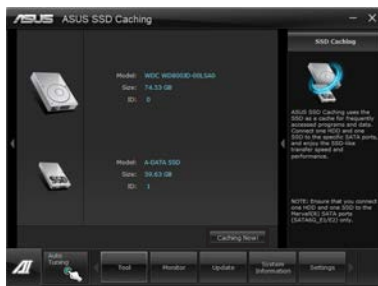 ASUS ASUS SSD Caching
SSD Caching
Model: WDC WD800JD-00LSA0
Size: 74.53 GB
ID: 0
ASUS SSD Caching uses the
SSD as a cache for frequently
accessed programs and data.
Connect one HDD and one
SSD to the specific SATA ports,
and enjoy the SSD-like
transfer speed and
performance.
SSD
Model: A-DATA SSD
Size: 59.63 GB
ID: 1
NOTE: Ensure that you connect
one HDD and one SSD to the
Marvell(R) SATA ports
(SATA6G_E1/E2) only.
Caching Now!
Auto
Tuning
Tool
Monitor
Update
System
Information
Settings